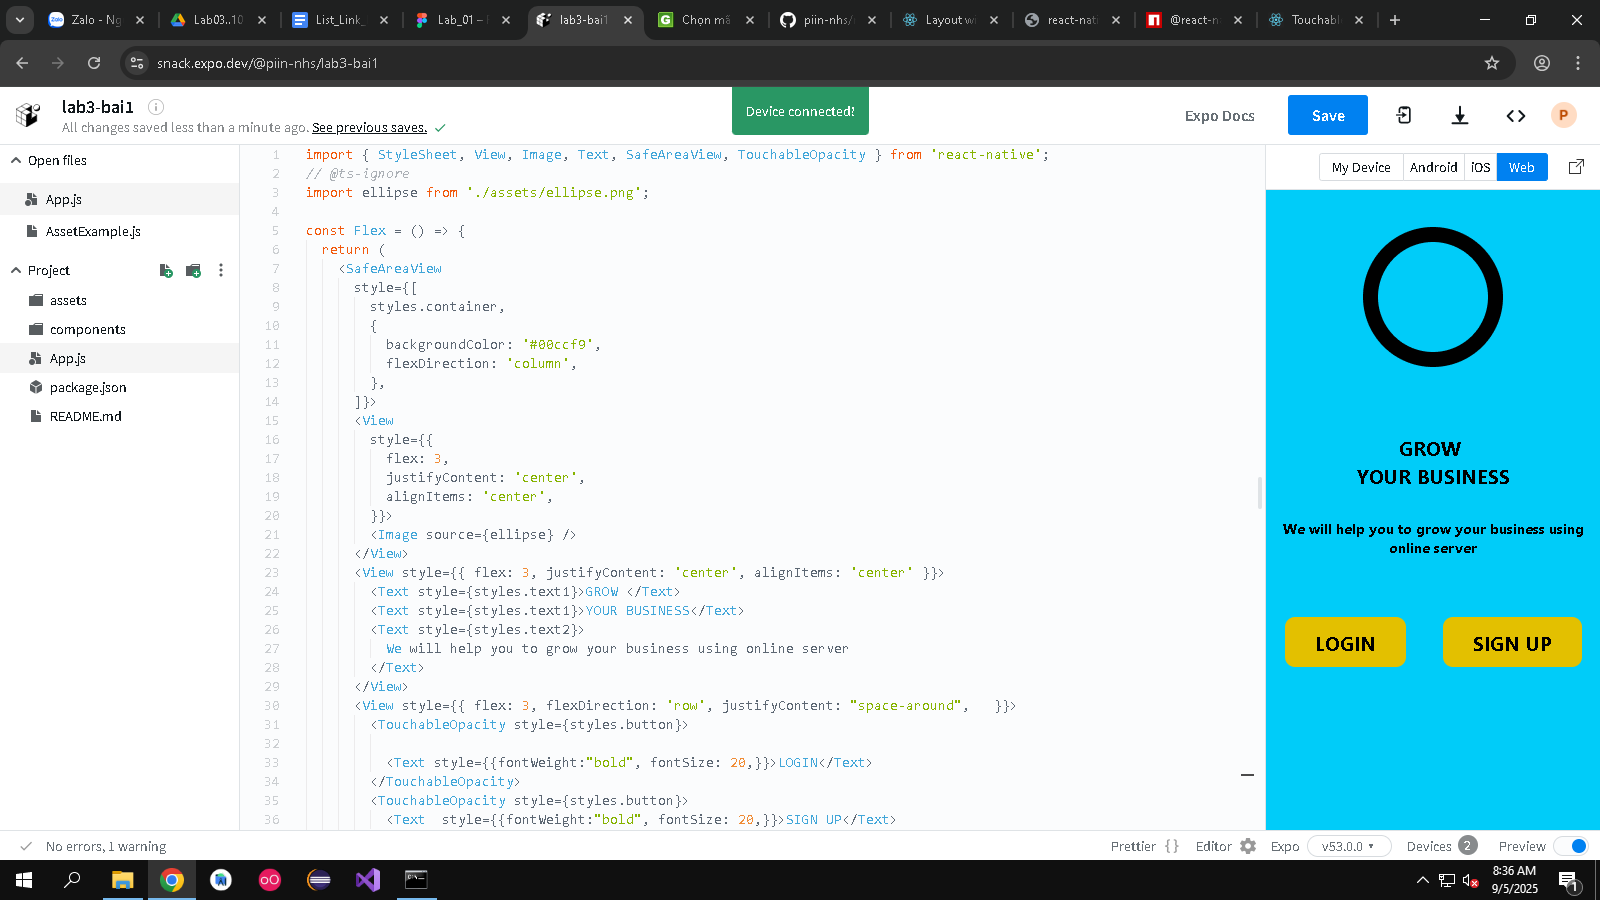 Zalo - Ng
Lab03..10
List_Link_
Lab_01 –
lab3-bai1
Chọn mã
piin-nhs/
Layout wi
react-nati
@react-n
Touchabl
snack.expo.dev/@piin-nhs/lab3-bai1
lab3-bai1
All changes saved less than a minute ago. See previous saves.
Device connected!
Expo Docs
Save
P
Open files
App.js
AssetExample.js
Project
assets
components
App.js
package.json
README.md
1 import { StyleSheet, View, Image, Text, SafeAreaView, TouchableOpacity } from 'react-native';
2 // @ts-ignore
3 import ellipse from './assets/ellipse.png';
4
5 const Flex = () => {
6 return (
7 <SafeAreaView
8 style={[
9 styles.container,
10 {
11 backgroundColor: '#00ccf9',
12 flexDirection: 'column',
13 },
14 ]}>
15 <View
16 style={{
17 flex: 3,
18 justifyContent: 'center',
19 alignItems: 'center',
20 }}>
21 <Image source={ellipse} />
22 </View>
23 <View style={{ flex: 3, justifyContent: 'center', alignItems: 'center' }}>
24 <Text style={styles.text1}>GROW </Text>
25 <Text style={styles.text1}>YOUR BUSINESS</Text>
26 <Text style={styles.text2}>
27 We will help you to grow your business using online server
28 </Text>
29 </View>
30 <View style={{ flex: 3, flexDirection: 'row', justifyContent: "space-around",   }}>
31 <TouchableOpacity style={styles.button}>
32
33 <Text style={{fontWeight:"bold", fontSize: 20,}}>LOGIN</Text>
34 </TouchableOpacity>
35 <TouchableOpacity style={styles.button}>
36 <Text  style={{fontWeight:"bold", fontSize: 20,}}>SIGN UP</Text>
My Device
Android
iOS
Web
GROW
YOUR BUSINESS
We will help you to grow your business using
online server
LOGIN
SIGN UP
No errors, 1 warning
Prettier { }
Editor
Expo
v53.0.0
Devices 2
Preview
8:36 AM
9/5/2025
1